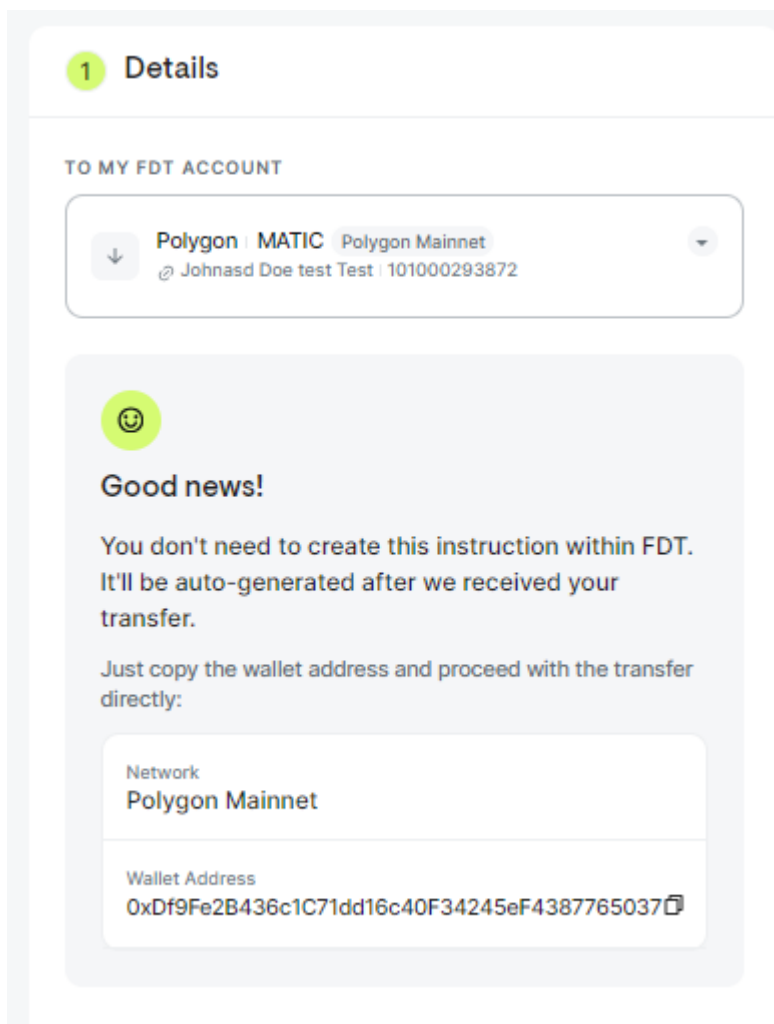 1 Details
TO MY FDT ACCOUNT
Polygon MATIC Polygon Mainnet
Johnasd Doe test Test 101000293872
Good news!
You don't need to create this instruction within FDT.
It'll be auto-generated after we received your
transfer.
Just copy the wallet address and proceed with the transfer
directly:
Network
Polygon Mainnet
Wallet Address
0xDf9Fe2B436c1C71dd16c40F34245eF4387765037